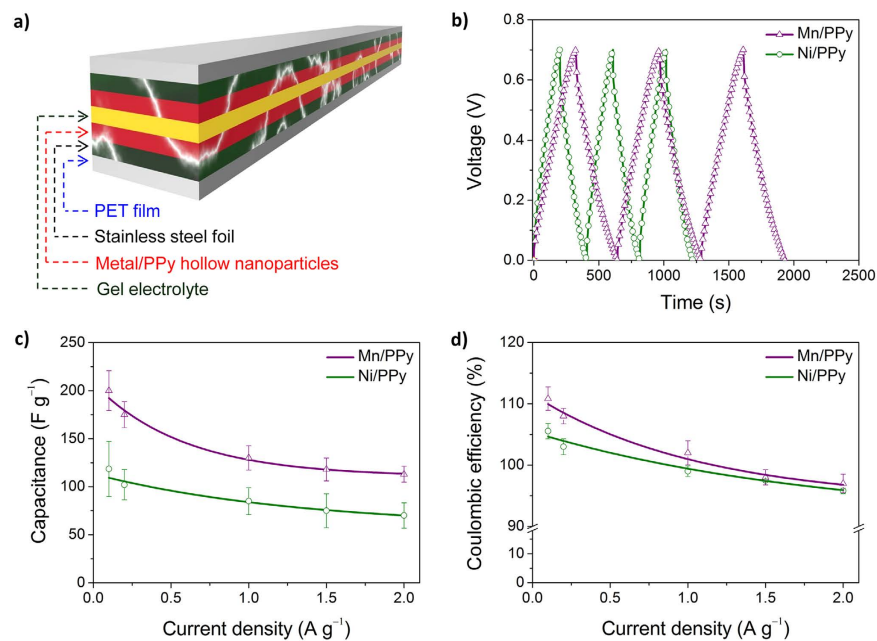 a)
PET film
Stainless steel foil
Metal/PPy hollow nanoparticles
Gel electrolyte
b)
Mn/PPy
Ni/PPy
0.8
0.6
0.4
0.2
0.0
Voltage (V)
0 500 1000 1500 2000 2500
Time (s)
c)
Mn/PPy
Ni/PPy
250
200
150
125
100
75
50
25
0
Capacitance (F g⁻¹)
0.0 0.5 1.0 1.5 2.0
Current density (A g⁻¹)
d)
Mn/PPy
Ni/PPy
120
110
100
90
10
5
0
Coulombic efficiency (%)
0.0 0.5 1.0 1.5 2.0
Current density (A g⁻¹)